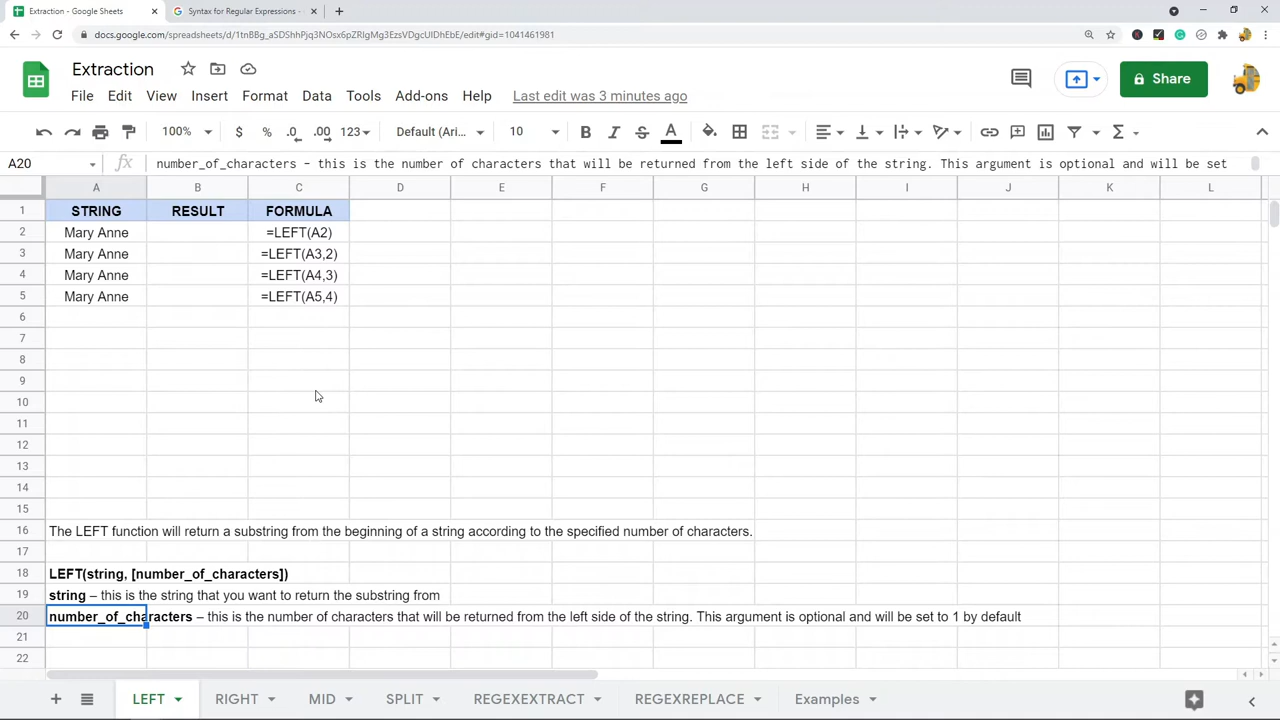 Extraction - Google Sheets
Syntax for Regular Expressions -
docs.google.com/spreadsheets/d/1tnBBg_aSDShhPjq3NOsx6pZRlgMg3EzsVDgcUlDhEbE/edit#gid=1041461981
Extraction
File Edit View Insert Format Data Tools Add-ons Help Last edit was 3 minutes ago
Share
100% $ % .0 .00 123 Default (Ari... 10 B I S A
A20 fx number_of_characters – this is the number of characters that will be returned from the left side of the string. This argument is optional and will be set
A B C D E F G H I J K L
1 STRING RESULT FORMULA
2 Mary Anne =LEFT(A2)
3 Mary Anne =LEFT(A3,2)
4 Mary Anne =LEFT(A4,3)
5 Mary Anne =LEFT(A5,4)
6
7
8
9
10
11
12
13
14
15
16 The LEFT function will return a substring from the beginning of a string according to the specified number of characters.
17
18 LEFT(string, [number_of_characters])
19 string – this is the string that you want to return the substring from
20 number_of_characters – this is the number of characters that will be returned from the left side of the string. This argument is optional and will be set to 1 by default
21
22
LEFT RIGHT MID SPLIT REGEXEXTRACT REGEXREPLACE Examples